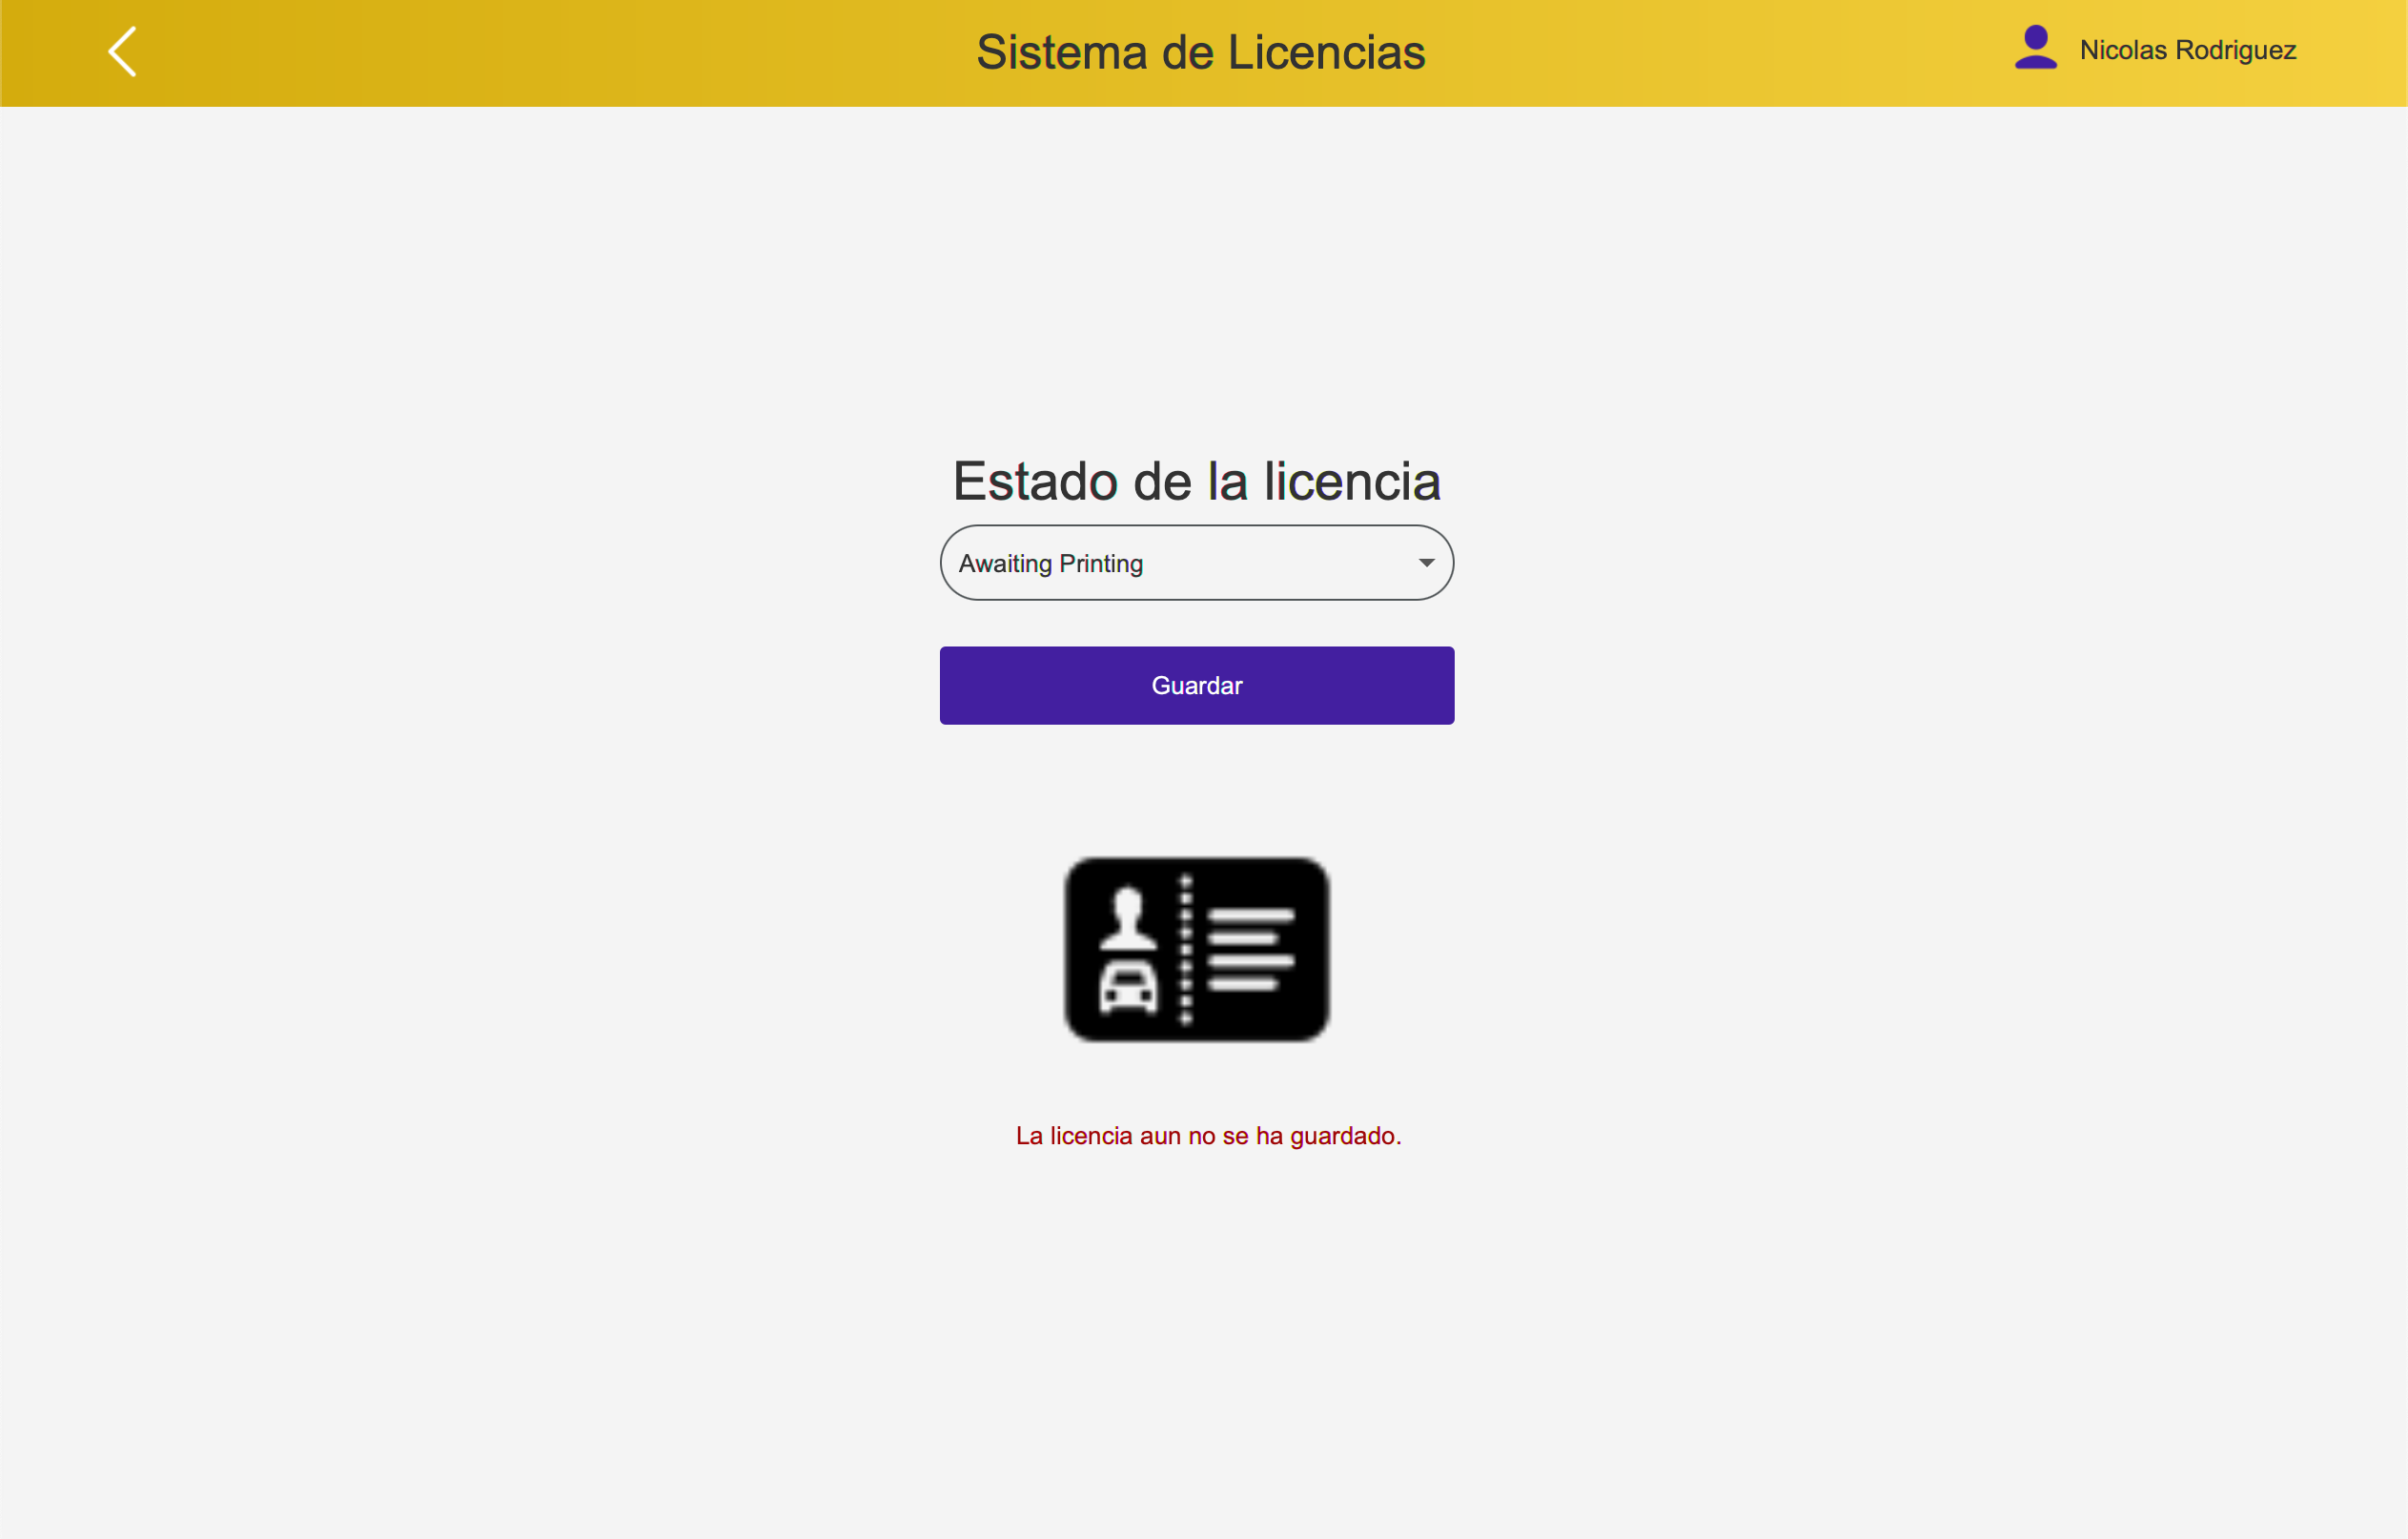 Sistema de Licencias
Nicolas Rodriguez
Estado de la licencia
Awaiting Printing
Guardar
La licencia aun no se ha guardado.